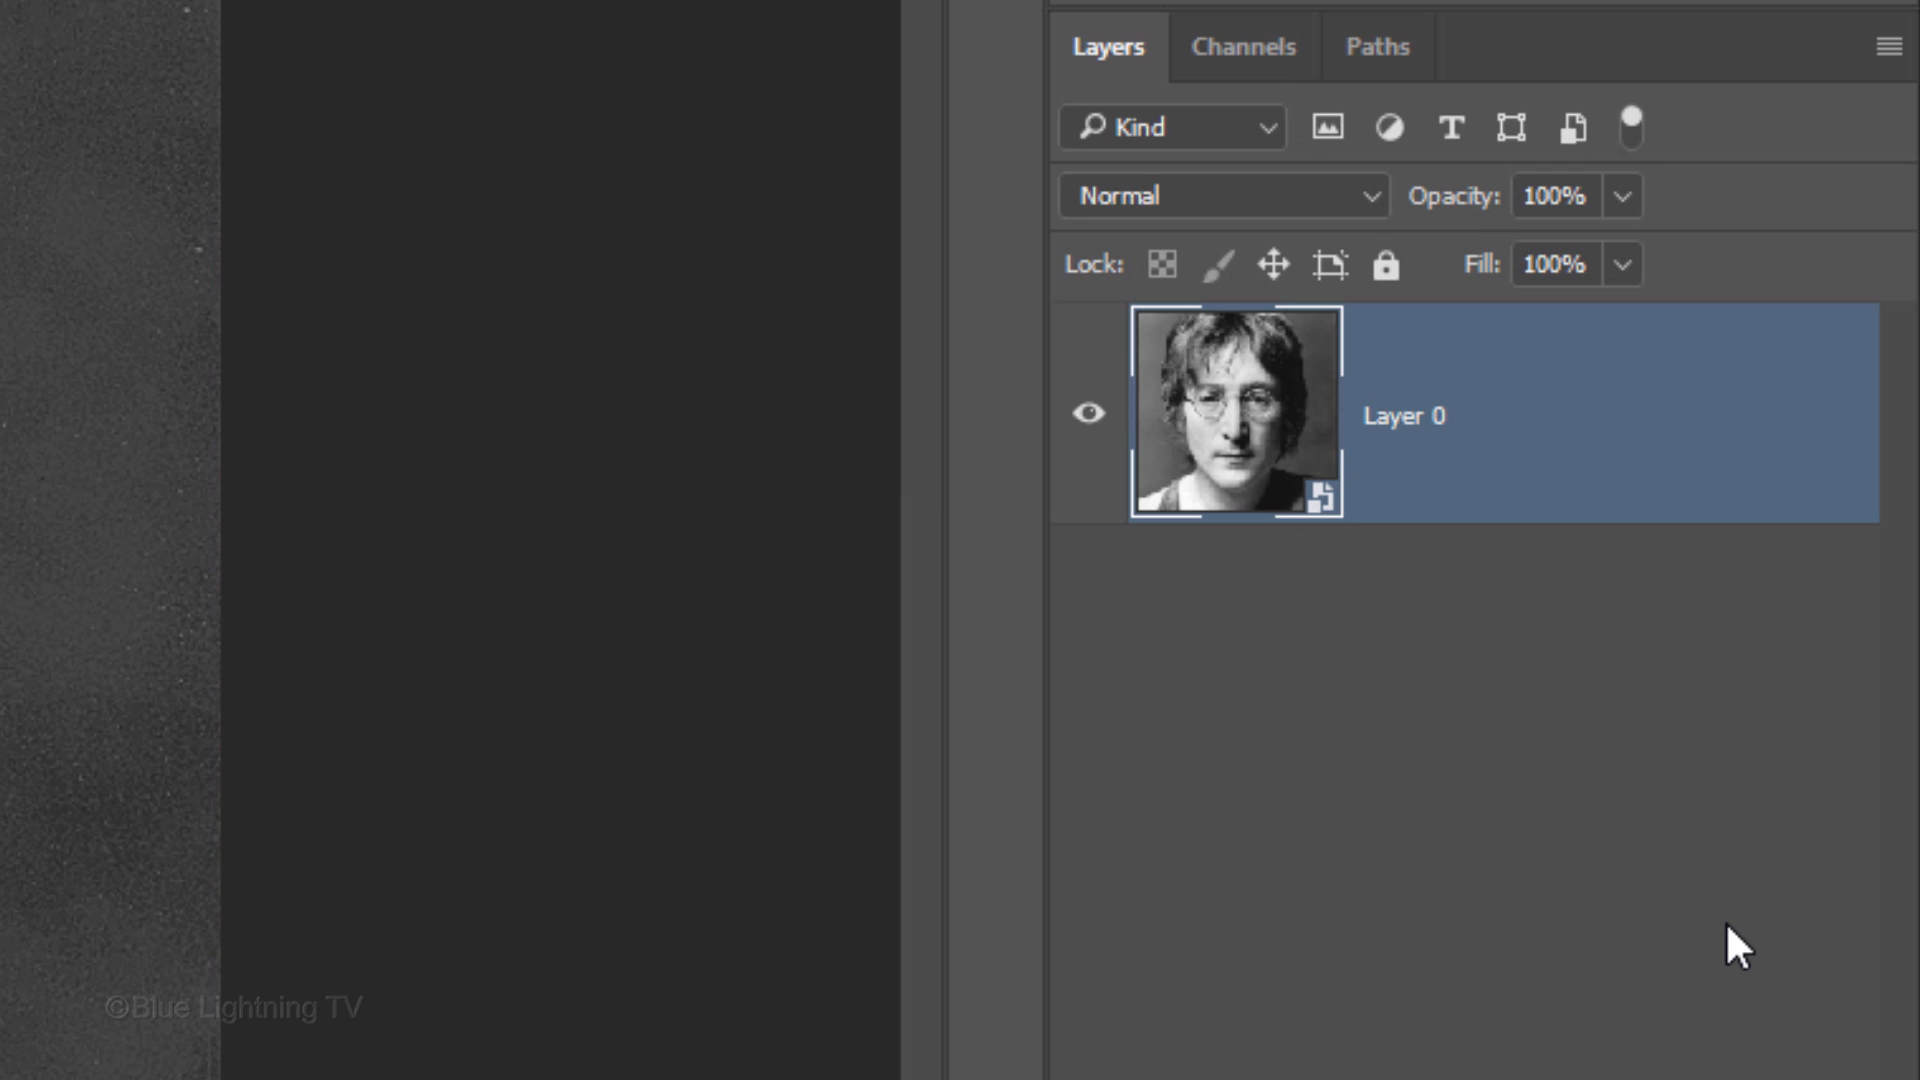 Layers Channels Paths
Kind
Normal Opacity: 100%
Lock: Fill: 100%
Layer 0
©Blue Lightning TV